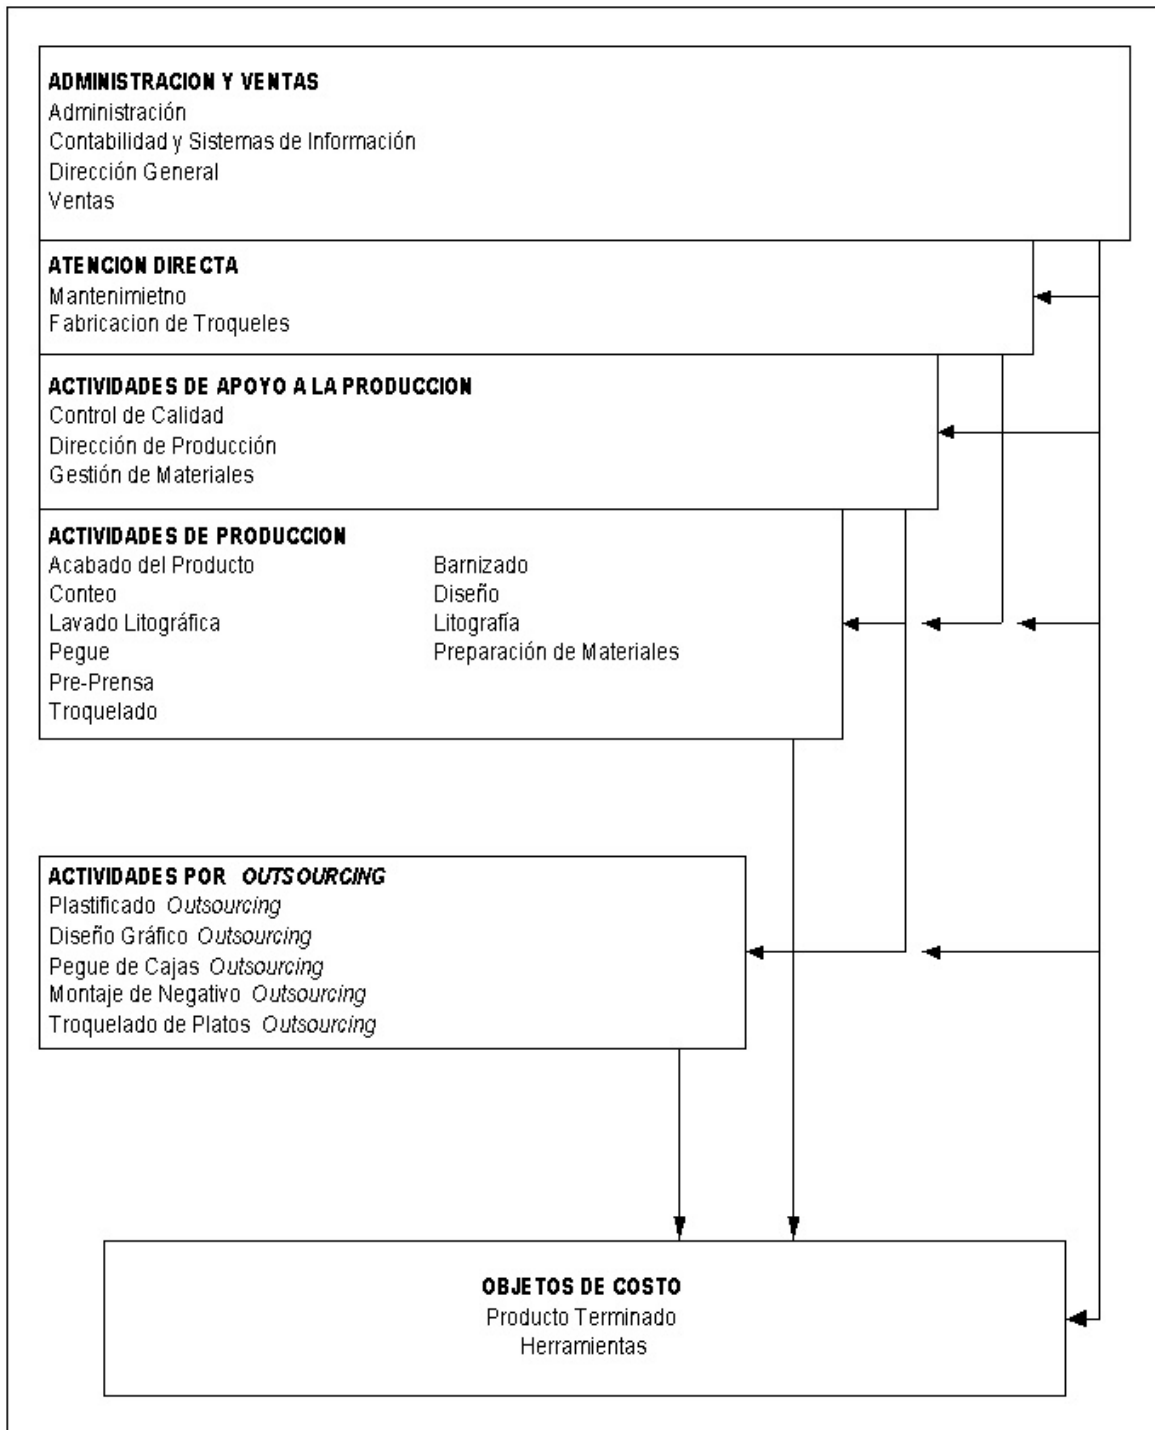 ADMINISTRACION Y VENTAS
Administración
Contabilidad y Sistemas de Información
Dirección General
Ventas
ATENCION DIRECTA
Mantenimietno
Fabricacion de Troqueles
ACTIVIDADES DE APOYO A LA PRODUCCION
Control de Calidad
Dirección de Producción
Gestión de Materiales
ACTIVIDADES DE PRODUCCION
Acabado del Producto
Conteo
Lavado Litográfica
Pegue
Pre-Prensa
Troquelado
Barnizado
Diseño
Litografía
Preparación de Materiales
ACTIVIDADES POR OUTSOURCING
Plastificado Outsourcing
Diseño Gráfico Outsourcing
Pegue de Cajas Outsourcing
Montaje de Negativo Outsourcing
Troquelado de Platos Outsourcing
OBJETOS DE COSTO
Producto Terminado
Herramientas